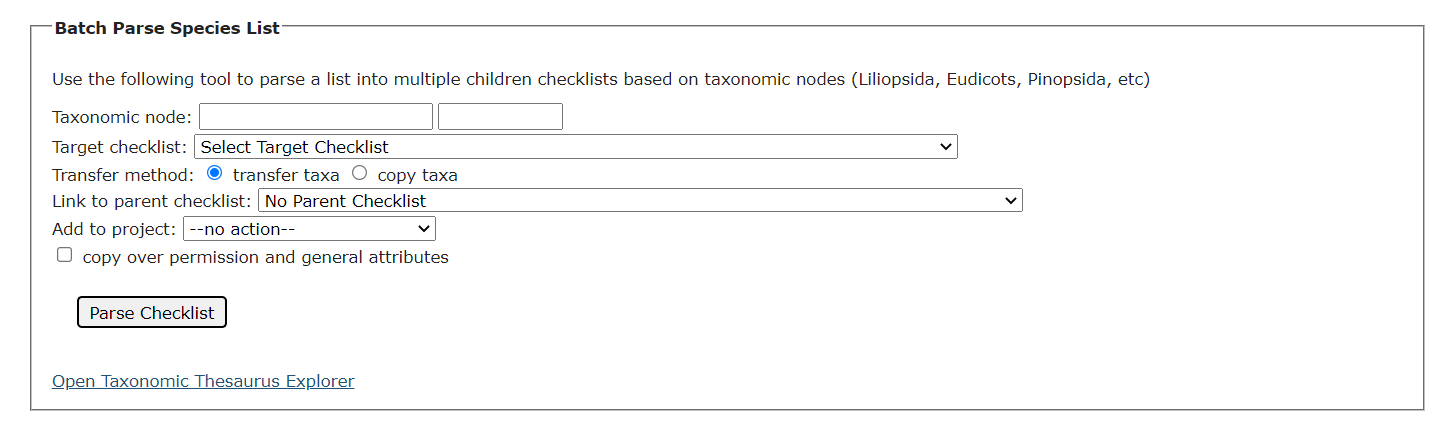 Batch Parse Species List
Use the following tool to parse a list into multiple children checklists based on taxonomic nodes (Liliopsida, Eudicots, Pinopsida, etc)
Taxonomic node:
Target checklist: Select Target Checklist
Transfer method: transfer taxa copy taxa
Link to parent checklist: No Parent Checklist
Add to project: --no action--
copy over permission and general attributes
Parse Checklist
Open Taxonomic Thesaurus Explorer